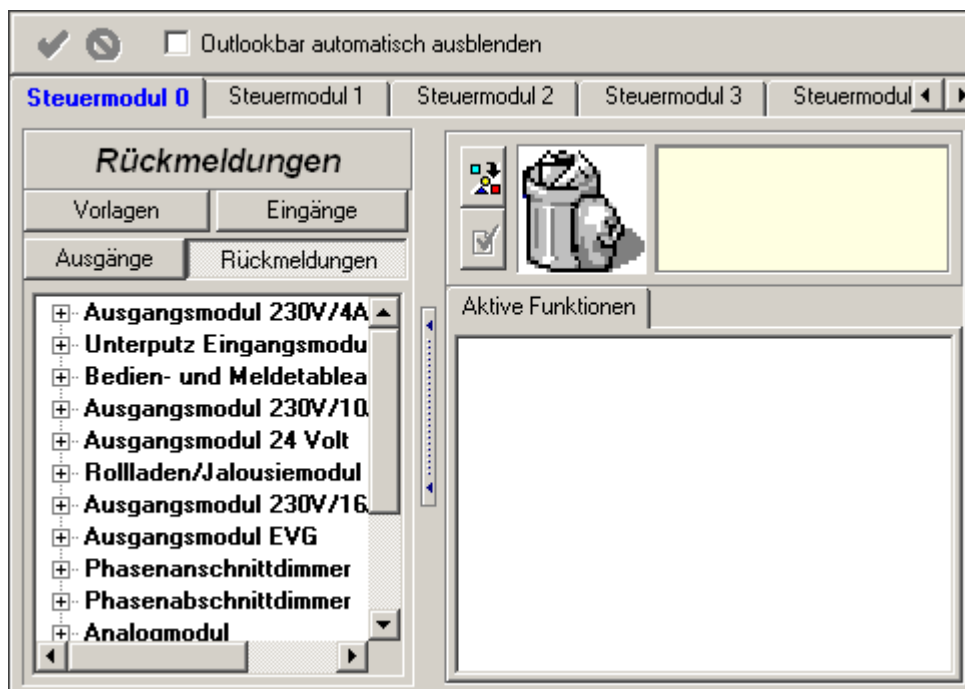 Outlookbar automatisch ausblenden
Steuermodul 0 Steuermodul 1 Steuermodul 2 Steuermodul 3 Steuermodul
Rückmeldungen
Vorlagen Eingänge
Ausgänge Rückmeldungen
Ausgangsmodul 230V/4A
Unterputz Eingangsmodu
Bedien- und Meldetablea
Ausgangsmodul 230V/10
Ausgangsmodul 24 Volt
Rollladen/Jalousiemodul
Ausgangsmodul 230V/16
Ausgangsmodul EVG
Phasenanschnittdimmer
Phasenabschnittdimmer
Analogmodul
Aktive Funktionen